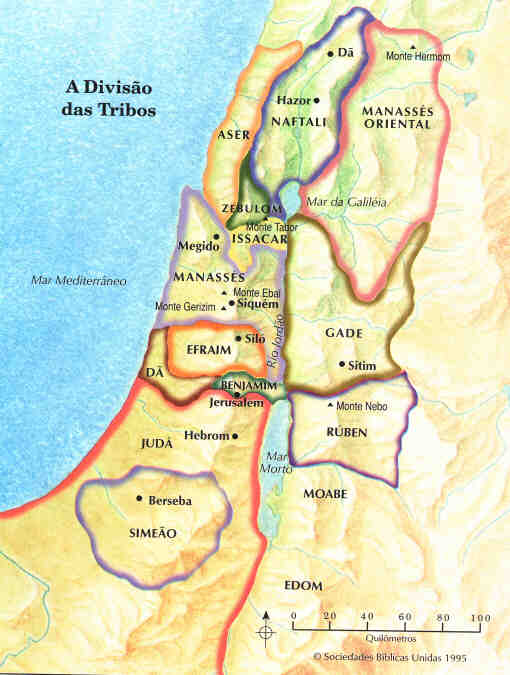 A Divisão
das Tribos
Dã
Monte Hermom
Hazor
NAFTALI
MANASSÉS
ORIENTAL
ASER
Mar da Galiléia
ZEBULOM
Monte Tabor
ISSACAR
Megido
Mar Mediterrâneo
MANASSÉS
Monte Ebal
Monte Gerizim
Siquém
Rio Jordão
Siló
EFRAIM
GADE
Sitim
DÃ
BENJAMIM
Jerusalem
Monte Nebo
RÚBEN
JUDÁ
Hebrom
Mar
Morto
MOABE
Berseba
SIMEÃO
EDOM
0 20 40 60 80 100
Quilômetros
© Sociedades Bíblicas Unidas 1995